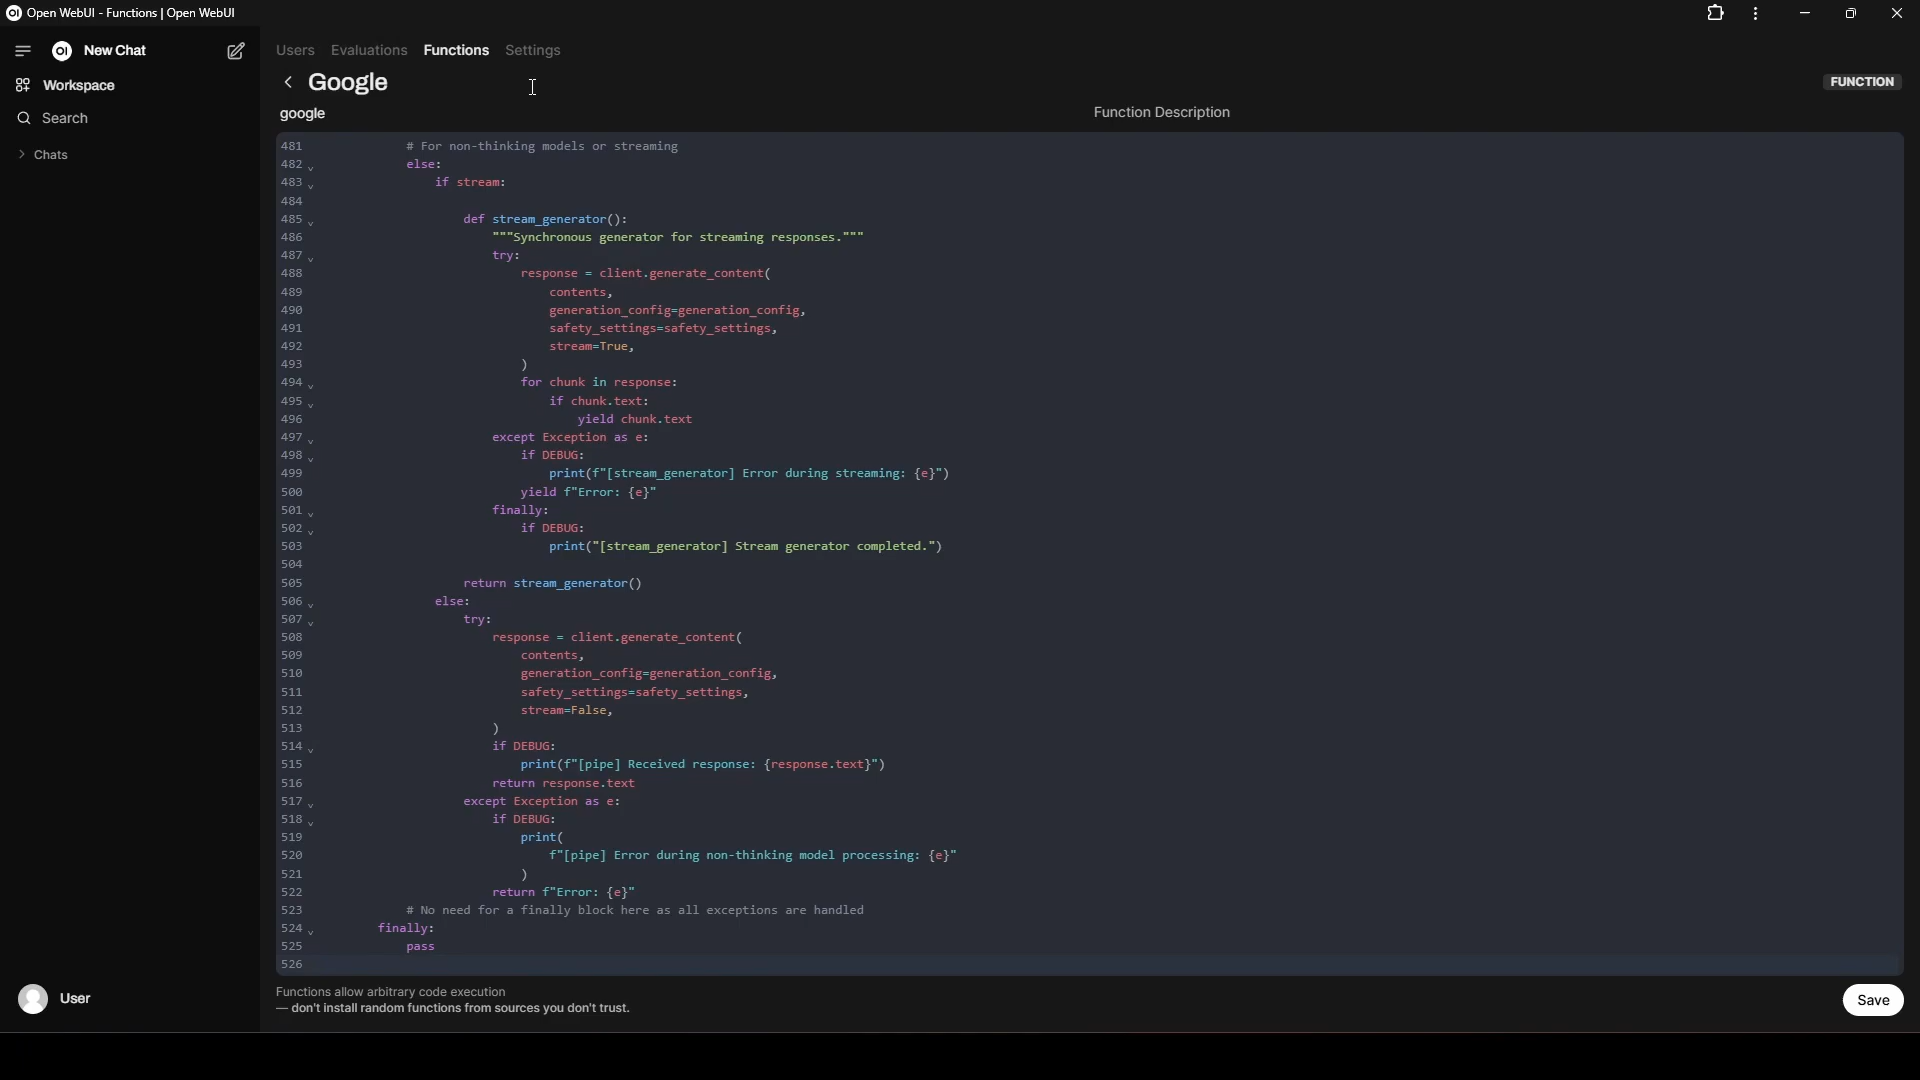 Open WebUI - Functions | Open WebUI
OI New Chat
Workspace
Search
Chats
Users Evaluations Functions Settings
Google
FUNCTION
google
Function Description
481 # For non-thinking models or streaming
482 else:
483 if stream:
484
485 def stream_generator():
486 """Synchronous generator for streaming responses."""
487 try:
488 response = client.generate_content(
489 contents,
490 generation_config=generation_config,
491 safety_settings=safety_settings,
492 stream=True,
493 )
494 for chunk in response:
495 if chunk.text:
496 yield chunk.text
497 except Exception as e:
498 if DEBUG:
499 print(f"[stream_generator] Error during streaming: {e}")
500 yield f"Error: {e}"
501 finally:
502 if DEBUG:
503 print("[stream_generator] Stream generator completed.")
504
505 return stream_generator()
506 else:
507 try:
508 response = client.generate_content(
509 contents,
510 generation_config=generation_config,
511 safety_settings=safety_settings,
512 stream=False,
513 )
514 if DEBUG:
515 print(f"[pipe] Received response: {response.text}")
516 return response.text
517 except Exception as e:
518 if DEBUG:
519 print(
520 f"[pipe] Error during non-thinking model processing: {e}"
521 )
522 return f"Error: {e}"
523 # No need for a finally block here as all exceptions are handled
524 finally:
525 pass
526
User
Functions allow arbitrary code execution
— don't install random functions from sources you don't trust.
Save